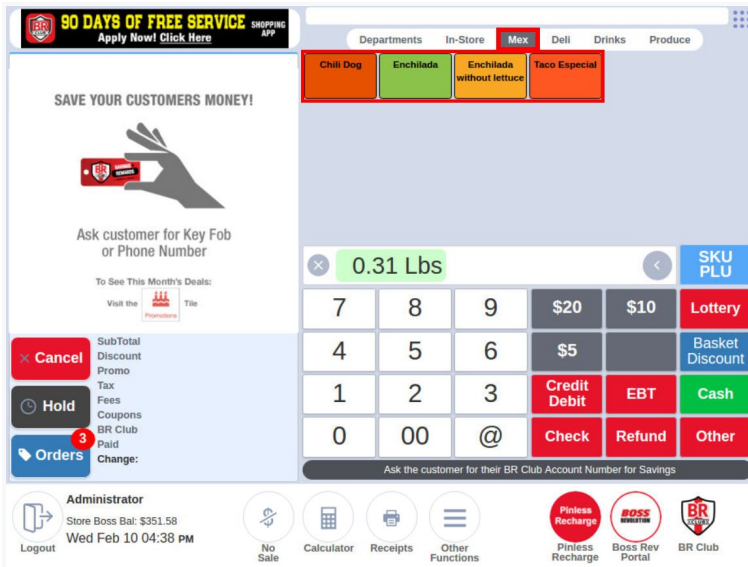 90 DAYS OF FREE SERVICE SHOPPING APP
Apply Now! Click Here
Departments In-Store Mex Deli Drinks Produce
Chili Dog
Enchilada
Enchilada without lettuce
Taco Especial
SAVE YOUR CUSTOMERS MONEY!
BR REWARDS
Ask customer for Key Fob
or Phone Number
To See This Month's Deals:
Visit the Promotions Tile
0.31 Lbs
SKU PLU
7 8 9 $20 $10 Lottery
4 5 6 $5 Basket Discount
1 2 3 Credit Debit EBT Cash
0 00 @ Check Refund Other
Ask the customer for their BR Club Account Number for Savings
× Cancel
Hold
3
Orders
SubTotal
Discount
Promo
Tax
Fees
Coupons
BR Club
Paid
Change:
Logout
Administrator
Store Boss Bal: $351.58
Wed Feb 10 04:38 PM
No Sale
Calculator
Receipts
Other Functions
Pinless Recharge
Pinless Recharge
BOSS REVOLUTION
Boss Rev Portal
BR CLUB
BR Club